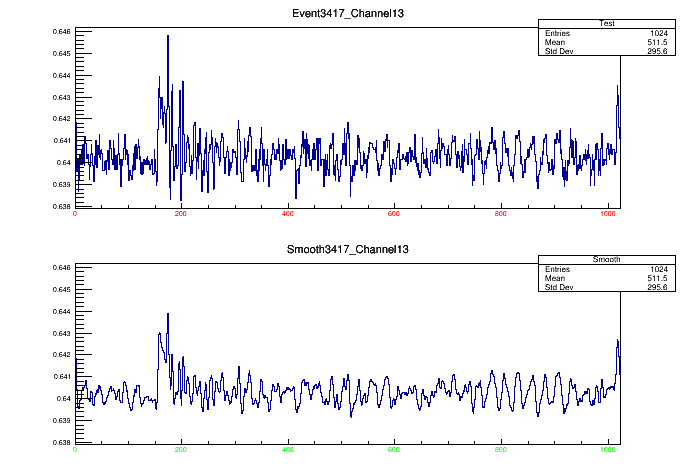 Event3417_Channel13
Test
Entries 1024
Mean 511.5
Std Dev 295.6
0.646
0.645
0.644
0.643
0.642
0.641
0.64
0.639
0.638
0 200 400 600 800 1000
Smooth3417_Channel13
Smooth
Entries 1024
Mean 511.5
Std Dev 295.6
0.646
0.645
0.644
0.643
0.642
0.641
0.64
0.639
0.638
0 200 400 600 800 1000